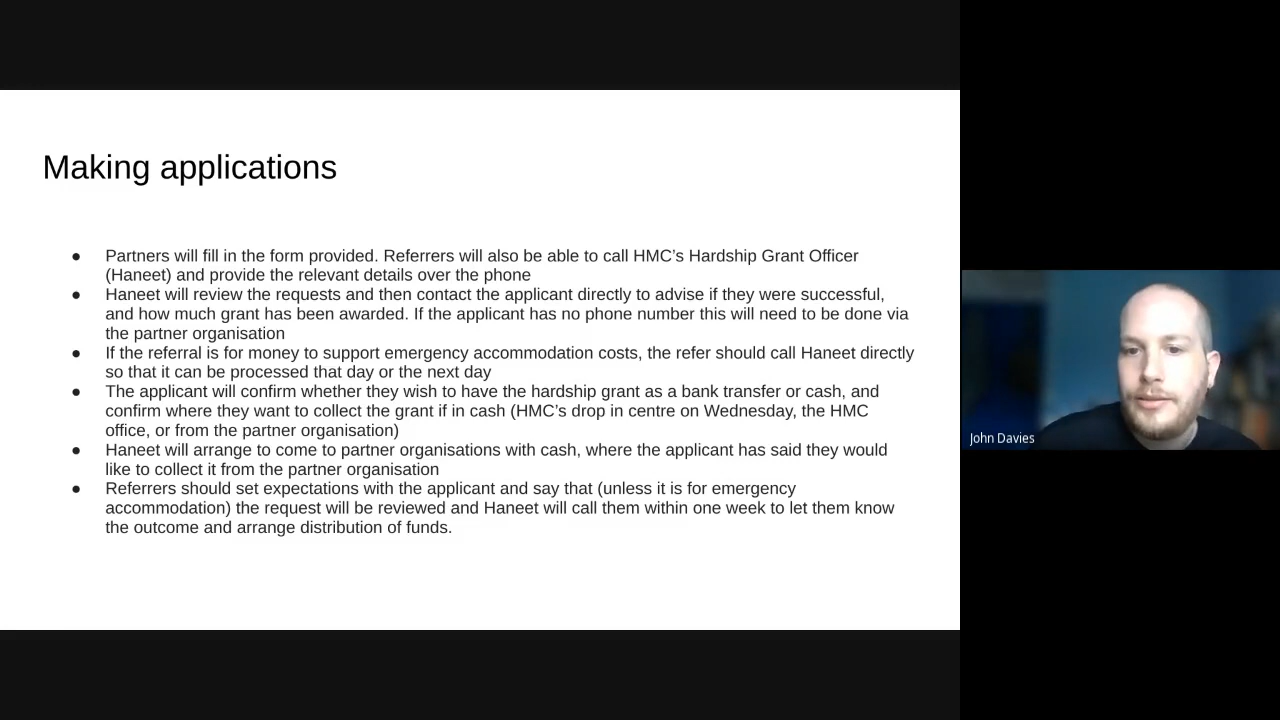 Making applications
● Partners will fill in the form provided. Referrers will also be able to call HMC’s Hardship Grant Officer
(Haneet) and provide the relevant details over the phone
● Haneet will review the requests and then contact the applicant directly to advise if they were successful,
and how much grant has been awarded. If the applicant has no phone number this will need to be done via
the partner organisation
● If the referral is for money to support emergency accommodation costs, the refer should call Haneet directly
so that it can be processed that day or the next day
● The applicant will confirm whether they wish to have the hardship grant as a bank transfer or cash, and
confirm where they want to collect the grant if in cash (HMC’s drop in centre on Wednesday, the HMC
office, or from the partner organisation)
● Haneet will arrange to come to partner organisations with cash, where the applicant has said they would
like to collect it from the partner organisation
● Referrers should set expectations with the applicant and say that (unless it is for emergency
accommodation) the request will be reviewed and Haneet will call them within one week to let them know
the outcome and arrange distribution of funds.
John Davies